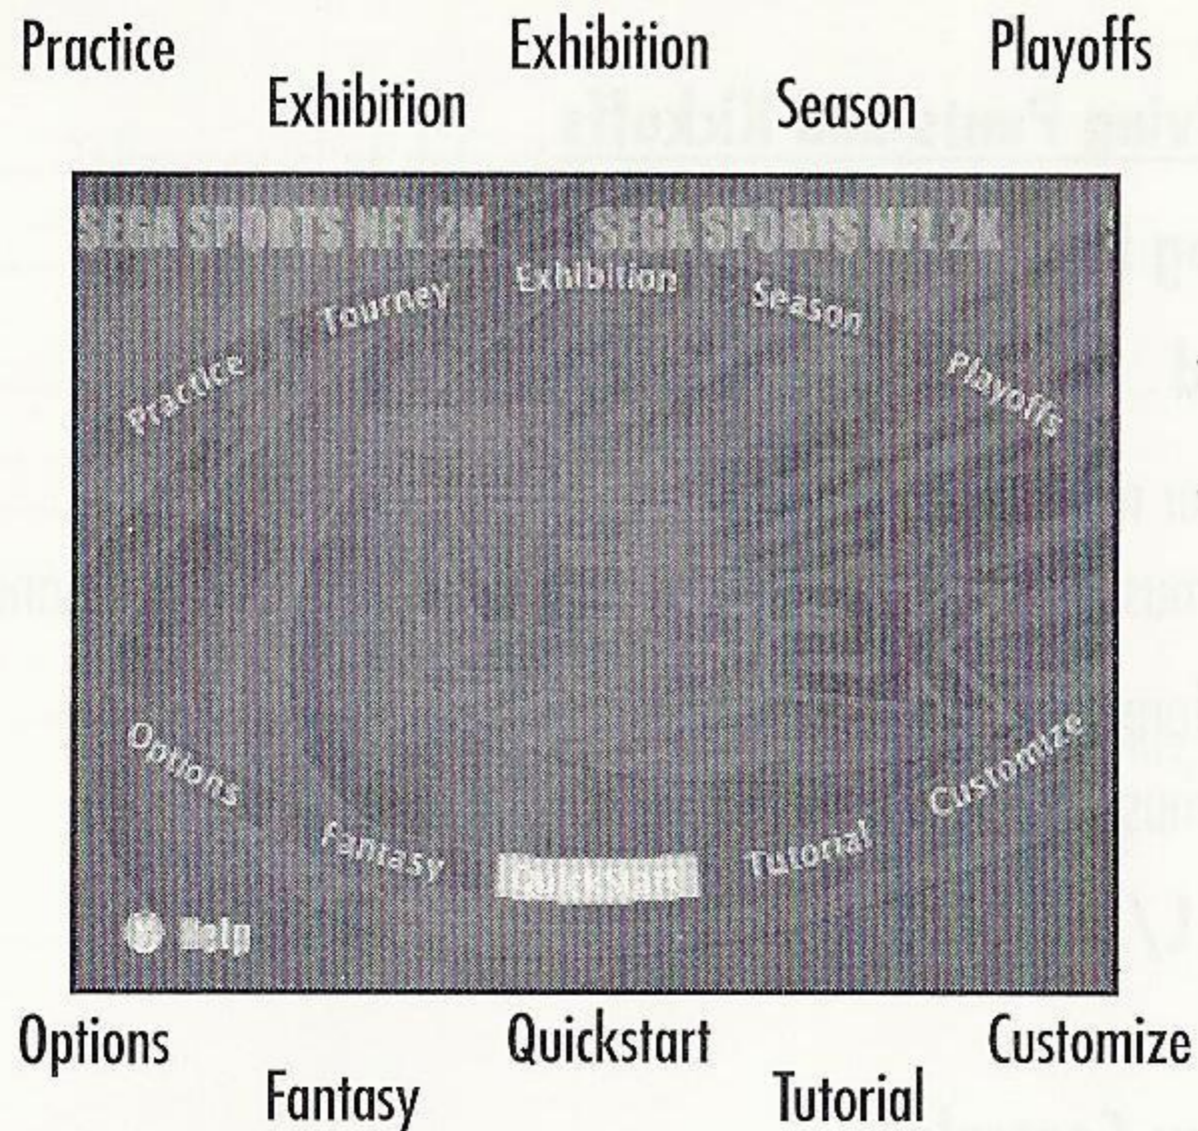 Practice Exhibition Playoffs
Exhibition Season
SEGA SPORTS NFL 2K SEGA SPORTS NFL 2K
Exhibition
Tourney Season
Practice Playoffs
Options Customize
Fantasy QuickStart Tutorial
Help
Options Quickstart Customize
Fantasy Tutorial